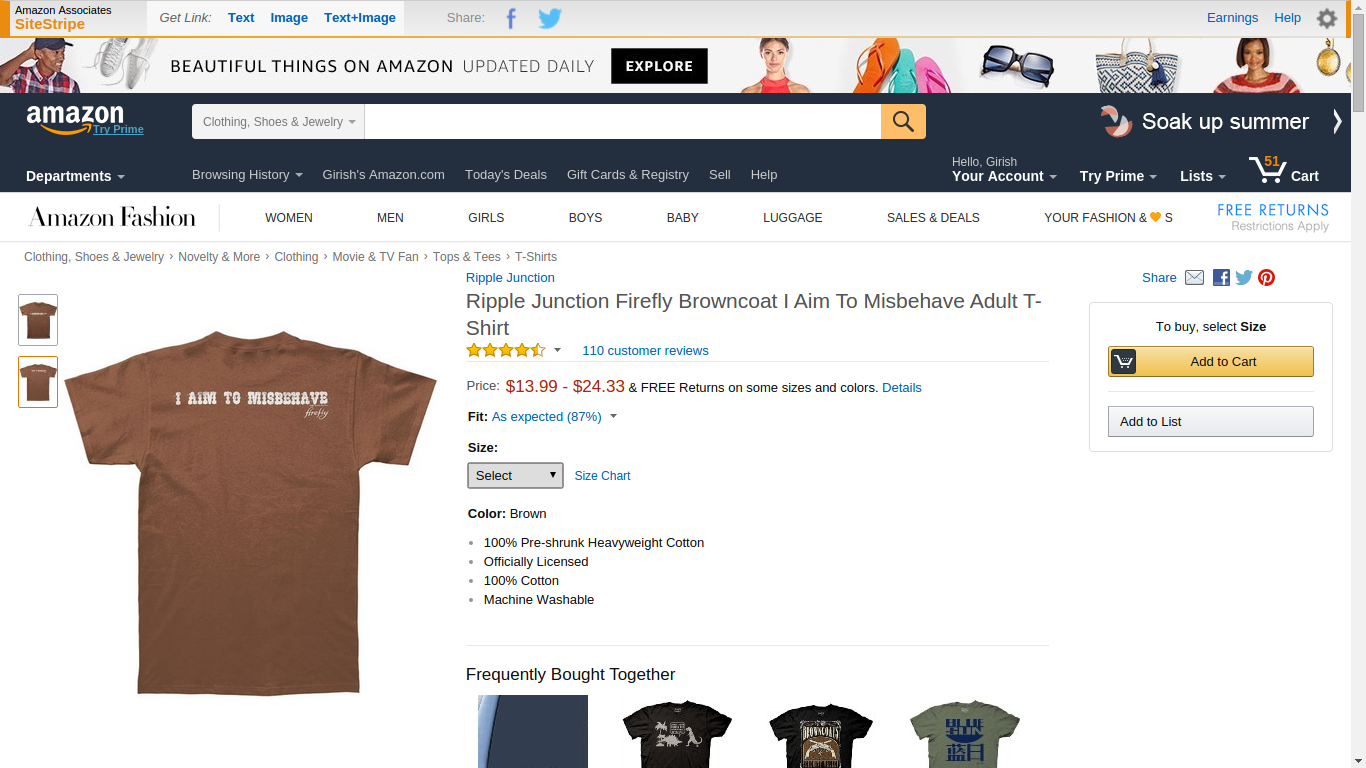 Amazon Associates
SiteStripe
Get Link: Text Image Text+Image Share: Earnings Help
BEAUTIFUL THINGS ON AMAZON UPDATED DAILY EXPLORE
amazon
Try Prime
Clothing, Shoes & Jewelry
Soak up summer
Departments
Browsing History Girish's Amazon.com Today's Deals Gift Cards & Registry Sell Help
Hello, Girish
Your Account Try Prime Lists 51 Cart
Amazon Fashion WOMEN MEN GIRLS BOYS BABY LUGGAGE SALES & DEALS YOUR FASHION & S FREE RETURNS
Restrictions Apply
Clothing, Shoes & Jewelry › Novelty & More › Clothing › Movie & TV Fan › Tops & Tees › T-Shirts
I AIM TO MISBEHAVE
firefly
Ripple Junction
Ripple Junction Firefly Browncoat I Aim To Misbehave Adult T-
Shirt
110 customer reviews
Price: $13.99 - $24.33 & FREE Returns on some sizes and colors. Details
Fit: As expected (87%)
Size:
Select Size Chart
Color: Brown
100% Pre-shrunk Heavyweight Cotton
Officially Licensed
100% Cotton
Machine Washable
Share
To buy, select Size
Add to Cart
Add to List
Frequently Bought Together
BROWNCOATS
BLUE
SUN
蓝日